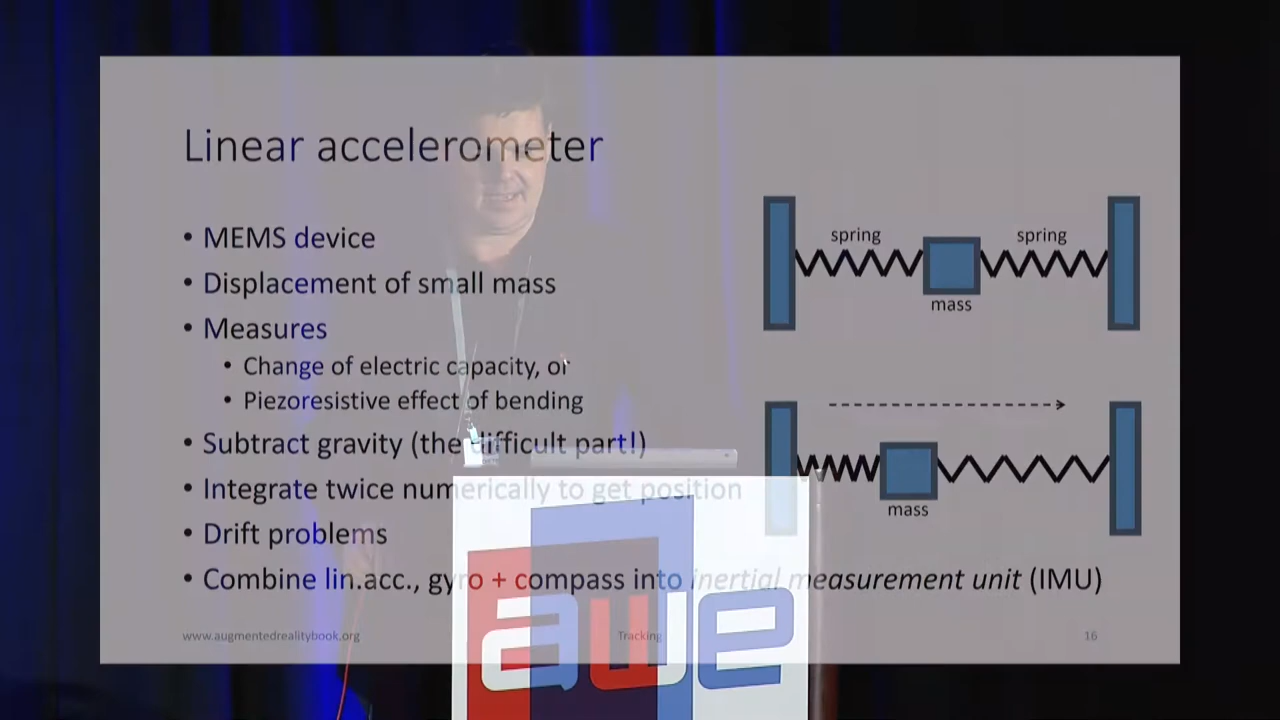 Linear accelerometer
• MEMS device
• Displacement of small mass
• Measures
• Change of electric capacity, or
• Piezoresistive effect of bending
• Subtract gravity (the difficult part!)
• Integrate twice numerically to get position
• Drift problems
• Combine lin.acc., gyro + compass into inertial measurement unit (IMU)
spring
spring
mass
mass
www.augmentedrealitybook.org
Tracking
16
awe